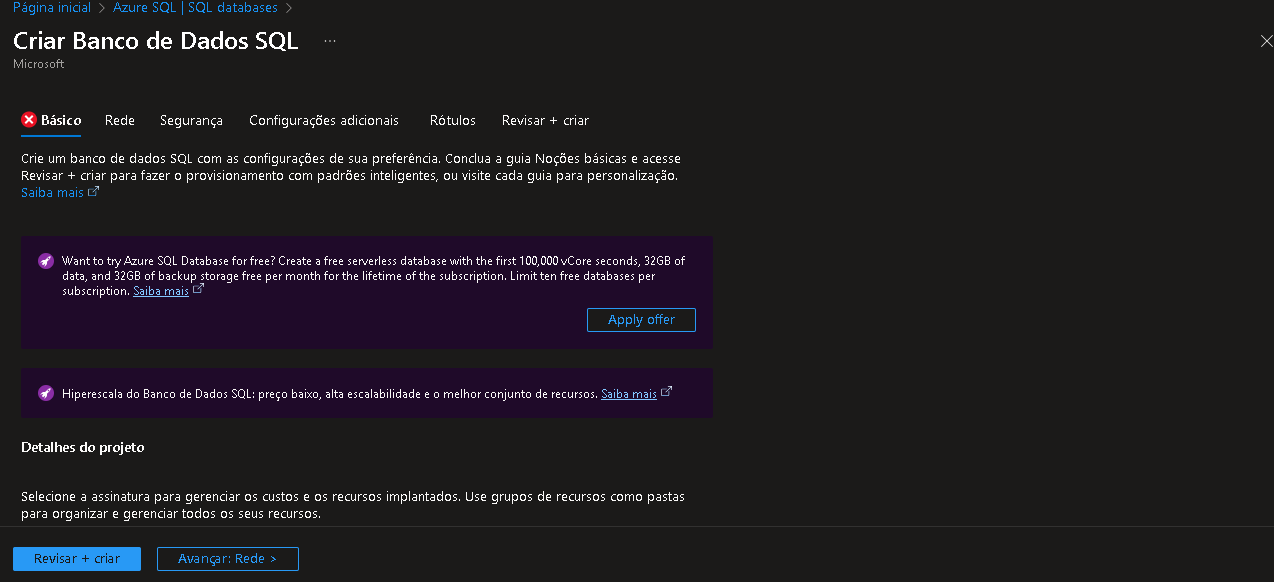 Página inicial > Azure SQL | SQL databases >
Criar Banco de Dados SQL ...
Microsoft
Básico Rede Segurança Configurações adicionais Rótulos Revisar + criar
Crie um banco de dados SQL com as configurações de sua preferência. Conclua a guia Noções básicas e acesse
Revisar + criar para fazer o provisionamento com padrões inteligentes, ou visite cada guia para personalização.
Saiba mais
Want to try Azure SQL Database for free? Create a free serverless database with the first 100,000 vCore seconds, 32GB of
data, and 32GB of backup storage free per month for the lifetime of the subscription. Limit ten free databases per
subscription. Saiba mais
Apply offer
Hiperescala do Banco de Dados SQL: preço baixo, alta escalabilidade e o melhor conjunto de recursos. Saiba mais
Detalhes do projeto
Selecione a assinatura para gerenciar os custos e os recursos implantados. Use grupos de recursos como pastas
para organizar e gerenciar todos os seus recursos.
Revisar + criar Avançar: Rede >